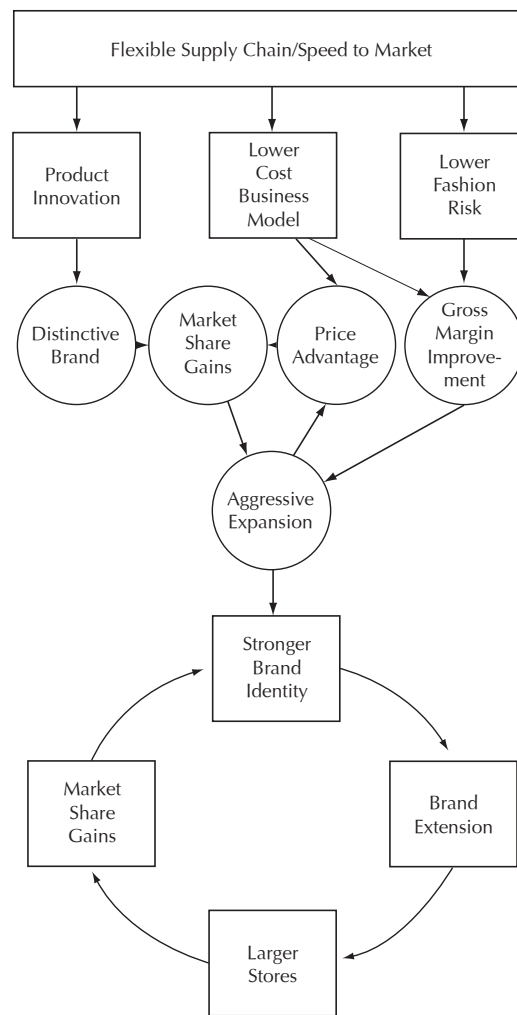 Flexible Supply Chain/Speed to Market
Product
Innovation
Lower
Cost
Business
Model
Lower
Fashion
Risk
Distinctive
Brand
Market
Share
Gains
Price
Advantage
Gross
Margin
Improve-
ment
Aggressive
Expansion
Stronger
Brand
Identity
Market
Share
Gains
Brand
Extension
Larger
Stores